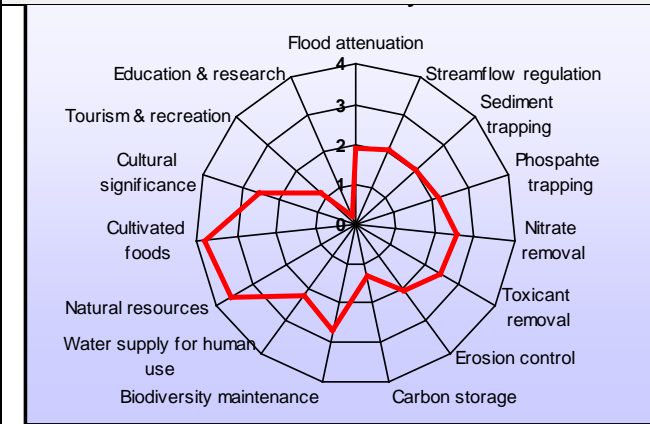 Flood attenuation
4
Education & research
Streamflow regulation
3
Sediment
trapping
Tourism & recreation
2
Cultural
significance
Phospahte
trapping
1
Cultivated
foods
0
Nitrate
removal
Natural resources
Toxicant
removal
Water supply for human
use
Erosion control
Biodiversity maintenance
Carbon storage